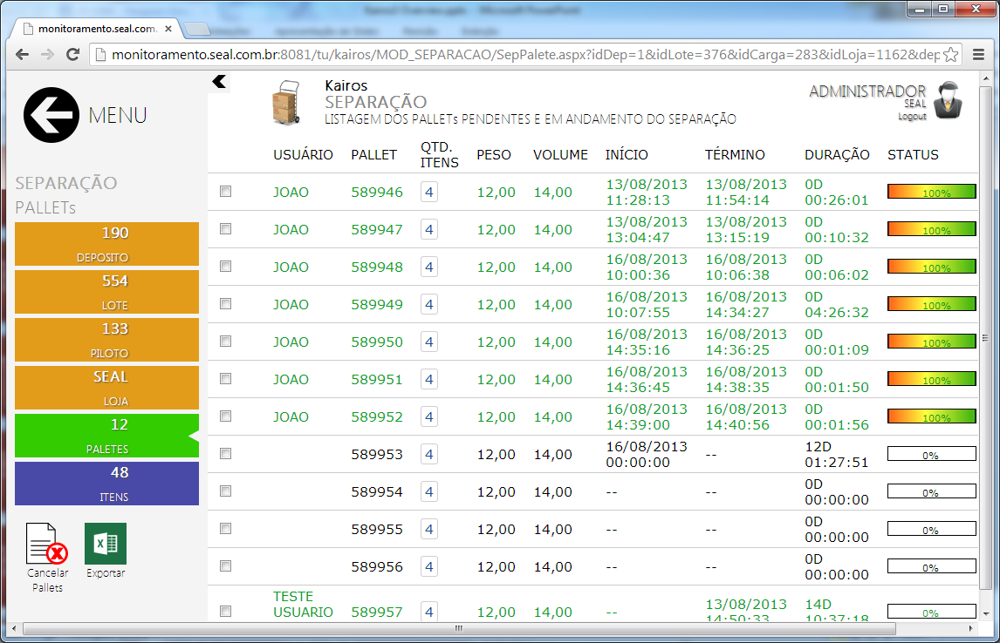 monitoramento.seal.com.
monitoramento.seal.com.br:8081/tu/kairos/MOD_SEPARACAO/SepPalete.aspx?idDep=1&idLote=376&idCarga=283&idLoja=1162&dep
MENU
SEPARAÇÃO
PALLETs
190
DEPOSITO
554
LOTE
133
PILOTO
SEAL
LOJA
12
PALETES
48
ITENS
Cancelar
Pallets
Exportar
Kairos
SEPARAÇÃO
LISTAGEM DOS PALLETs PENDENTES E EM ANDAMENTO DO SEPARAÇÃO
ADMINISTRADOR
SEAL
Logout
USUÁRIO PALLET QTD. ITENS PESO VOLUME INÍCIO TÉRMINO DURAÇÃO STATUS
JOAO 589946 4 12,00 14,00 13/08/2013 11:28:13 13/08/2013 11:54:14 0D 00:26:01 100%
JOAO 589947 4 12,00 14,00 13/08/2013 13:04:47 13/08/2013 13:15:19 0D 00:10:32 100%
JOAO 589948 4 12,00 14,00 16/08/2013 10:00:36 16/08/2013 10:06:38 0D 00:06:02 100%
JOAO 589949 4 12,00 14,00 16/08/2013 10:07:55 16/08/2013 14:34:27 0D 04:26:32 100%
JOAO 589950 4 12,00 14,00 16/08/2013 14:35:16 16/08/2013 14:36:25 0D 00:01:09 100%
JOAO 589951 4 12,00 14,00 16/08/2013 14:36:45 16/08/2013 14:38:35 0D 00:01:50 100%
JOAO 589952 4 12,00 14,00 16/08/2013 14:39:00 16/08/2013 14:40:56 0D 00:01:56 100%
589953 4 12,00 14,00 16/08/2013 00:00:00 -- 12D 01:27:51 0%
589954 4 12,00 14,00 -- -- 0D 00:00:00 0%
589955 4 12,00 14,00 -- -- 0D 00:00:00 0%
589956 4 12,00 14,00 -- -- 0D 00:00:00 0%
TESTE USUARIO 589957 4 12,00 14,00 13/08/2013 14:50:33 14D 10:37:18 0%